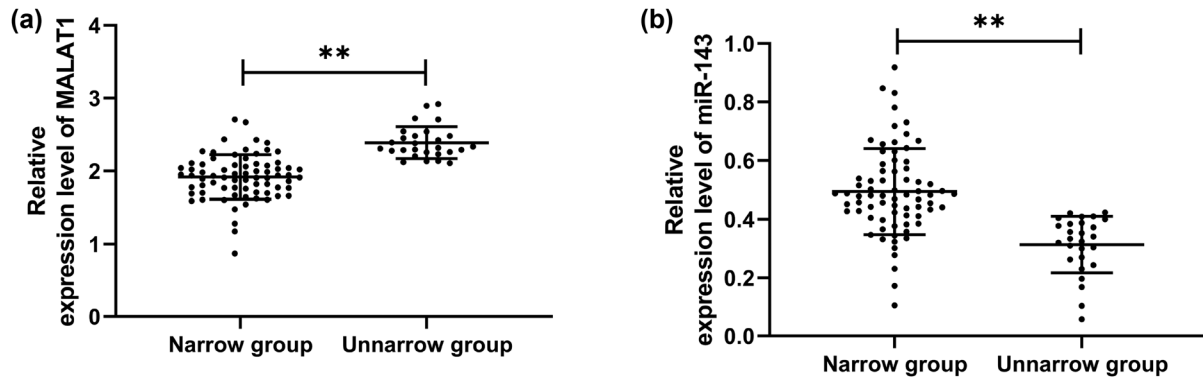 (a)
Relative
expression level of MALAT1
4
3
2
1
0
**
Narrow group
Unnarrow group
(b)
Relative
expression level of miR-143
1.0
0.8
0.6
0.4
0.2
0.0
**
Narrow group
Unnarrow group